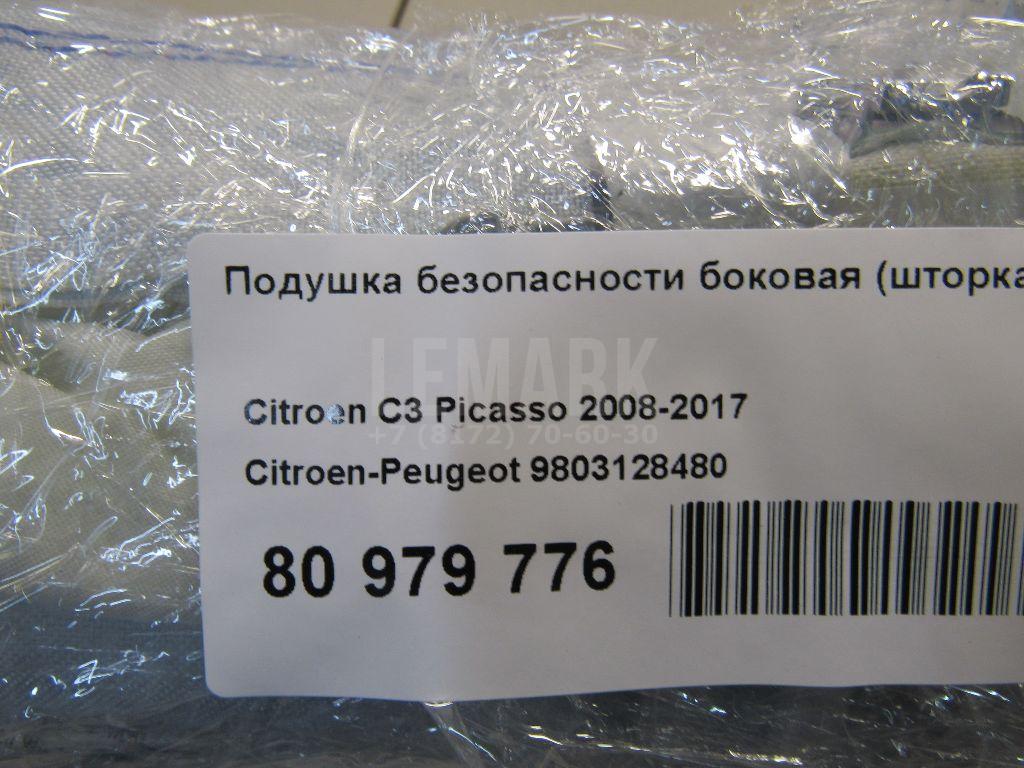 Подушка безопасности боковая (шторка
LEMARK
Citroen C3 Picasso 2008-2017
+7 (8172) 70-60-30
Citroen-Peugeot 9803128480
80 979 776